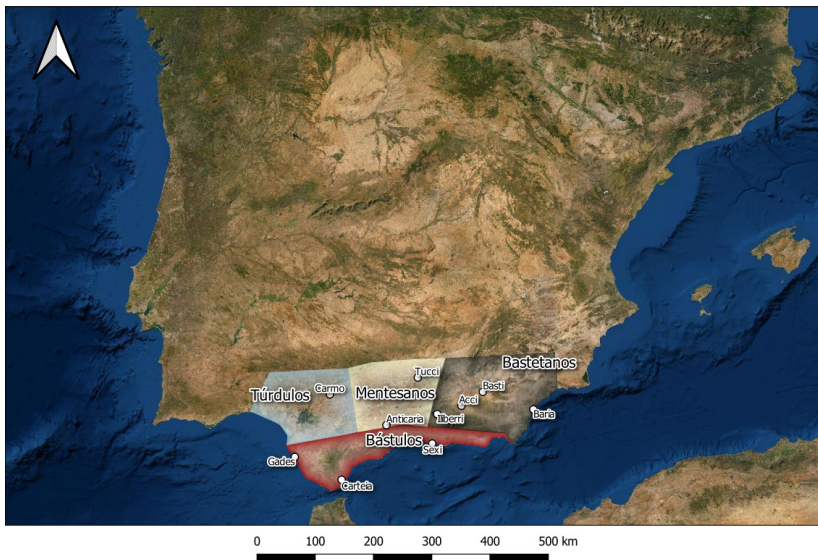 Bastetanos
Tucci
Túrdulos
Carmo
Mentesanos
Basti
Acci
Baria
Iliberri
Anticaria
Bástulos
Sexi
Gades
Carteia
0 100 200 300 400 500 km